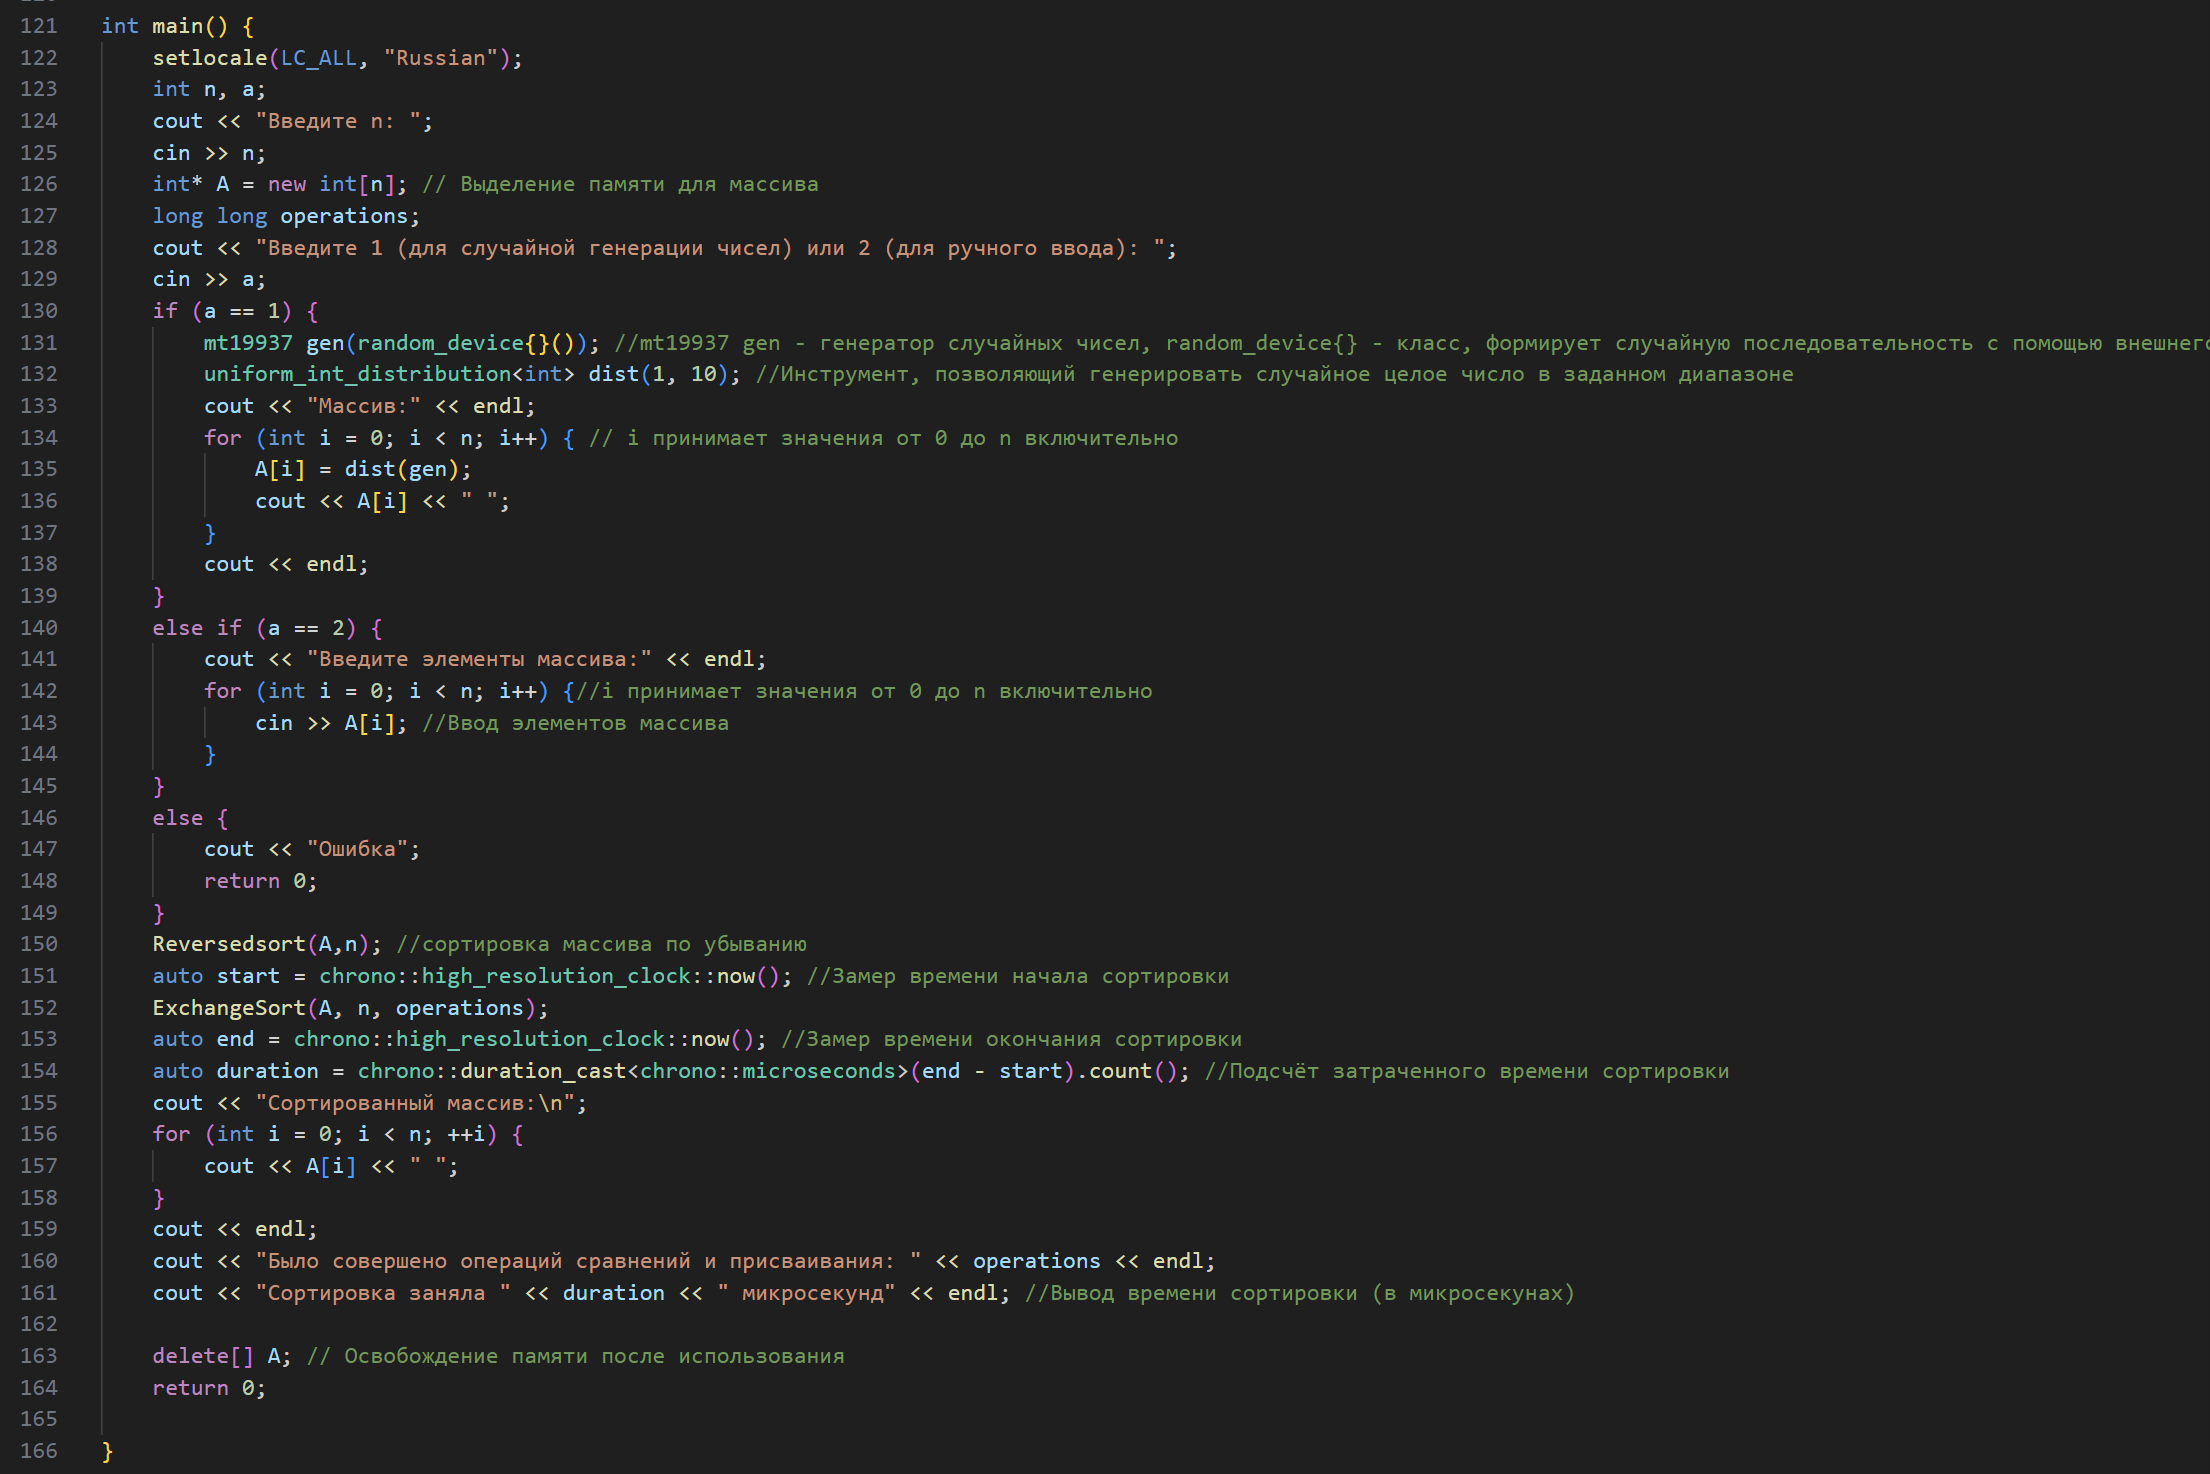 121 int main() {
122 setlocale(LC_ALL, "Russian");
123 int n, a;
124 cout << "Введите n: ";
125 cin >> n;
126 int* A = new int[n]; // Выделение памяти для массива
127 long long operations;
128 cout << "Введите 1 (для случайной генерации чисел) или 2 (для ручного ввода): ";
129 cin >> a;
130 if (a == 1) {
131 mt19937 gen(random_device{}()); //mt19937 gen - генератор случайных чисел, random_device{} - класс, формирует случайную последовательность с помощью внешнего
132 uniform_int_distribution<int> dist(1, 10); //Инструмент, позволяющий генерировать случайное целое число в заданном диапазоне
133 cout << "Массив:" << endl;
134 for (int i = 0; i < n; i++) { // i принимает значения от 0 до n включительно
135 A[i] = dist(gen);
136 cout << A[i] << " ";
137 }
138 cout << endl;
139 }
140 else if (a == 2) {
141 cout << "Введите элементы массива:" << endl;
142 for (int i = 0; i < n; i++) {//i принимает значения от 0 до n включительно
143 cin >> A[i]; //Ввод элементов массива
144 }
145 }
146 else {
147 cout << "Ошибка";
148 return 0;
149 }
150 Reversedsort(A,n); //сортировка массива по убыванию
151 auto start = chrono::high_resolution_clock::now(); //Замер времени начала сортировки
152 ExchangeSort(A, n, operations);
153 auto end = chrono::high_resolution_clock::now(); //Замер времени окончания сортировки
154 auto duration = chrono::duration_cast<chrono::microseconds>(end - start).count(); //Подсчёт затраченного времени сортировки
155 cout << "Сортированный массив:\n";
156 for (int i = 0; i < n; ++i) {
157 cout << A[i] << " ";
158 }
159 cout << endl;
160 cout << "Было совершено операций сравнений и присваивания: " << operations << endl;
161 cout << "Сортировка заняла " << duration << " микросекунд" << endl; //Вывод времени сортировки (в микросекунах)
162
163 delete[] A; // Освобождение памяти после использования
164 return 0;
165
166 }